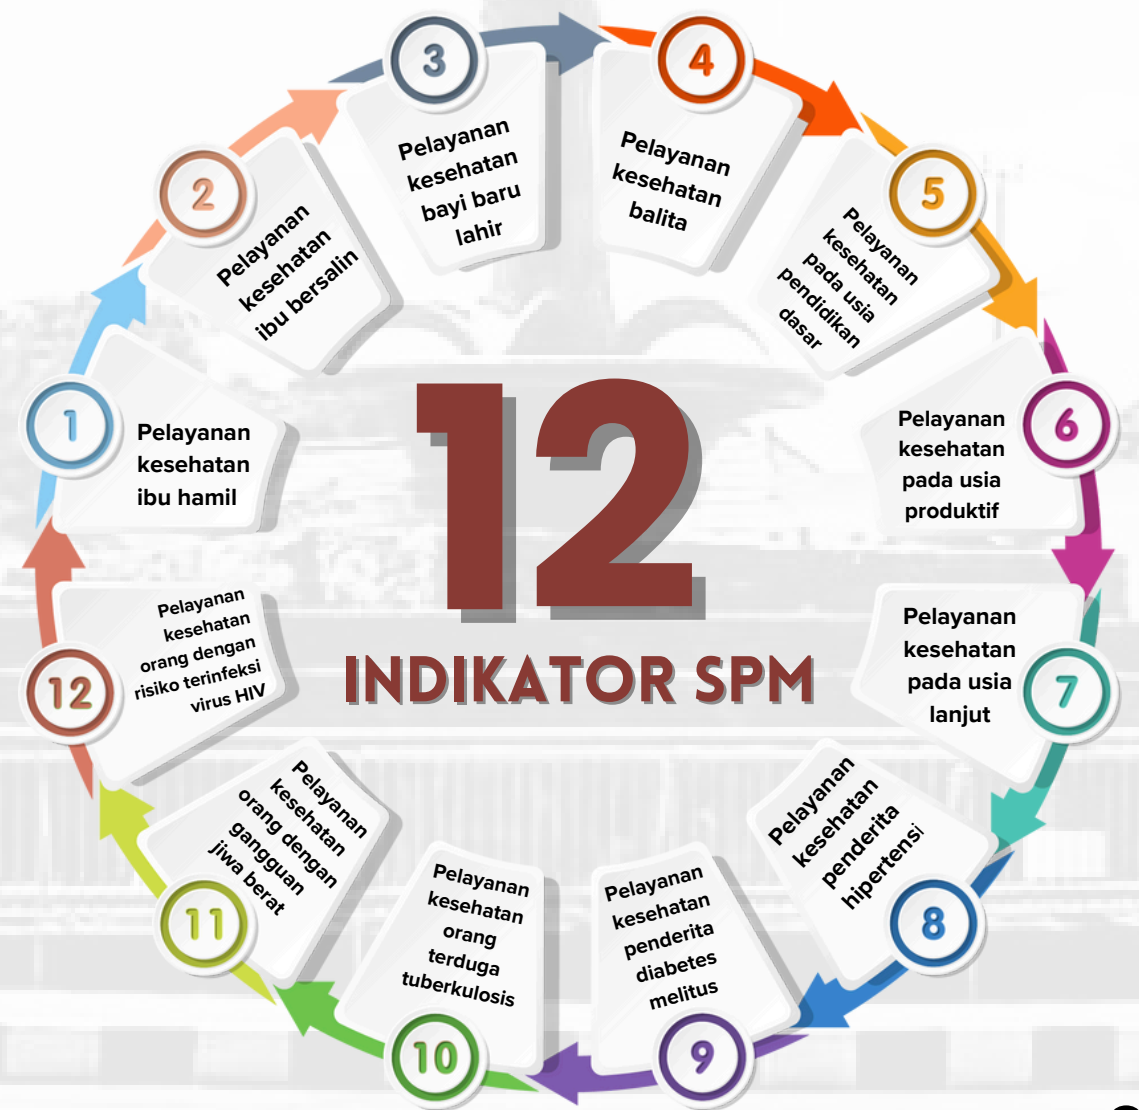 12
INDIKATOR SPM
1
Pelayanan
kesehatan
ibu hamil
2
Pelayanan
kesehatan
ibu bersalin
3
Pelayanan
kesehatan
bayi baru
lahir
4
Pelayanan
kesehatan
balita
5
Pelayanan
kesehatan
pada usia
pendidikan
dasar
6
Pelayanan
kesehatan
pada usia
produktif
7
Pelayanan
kesehatan
pada usia
lanjut
8
Pelayanan
kesehatan
penderita
hipertensi
9
Pelayanan
kesehatan
penderita
diabetes
melitus
10
Pelayanan
kesehatan
orang
terduga
tuberkulosis
11
Pelayanan
kesehatan
orang dengan
gangguan
jiwa berat
12
Pelayanan
kesehatan
orang dengan
risiko terinfeksi
virus HIV